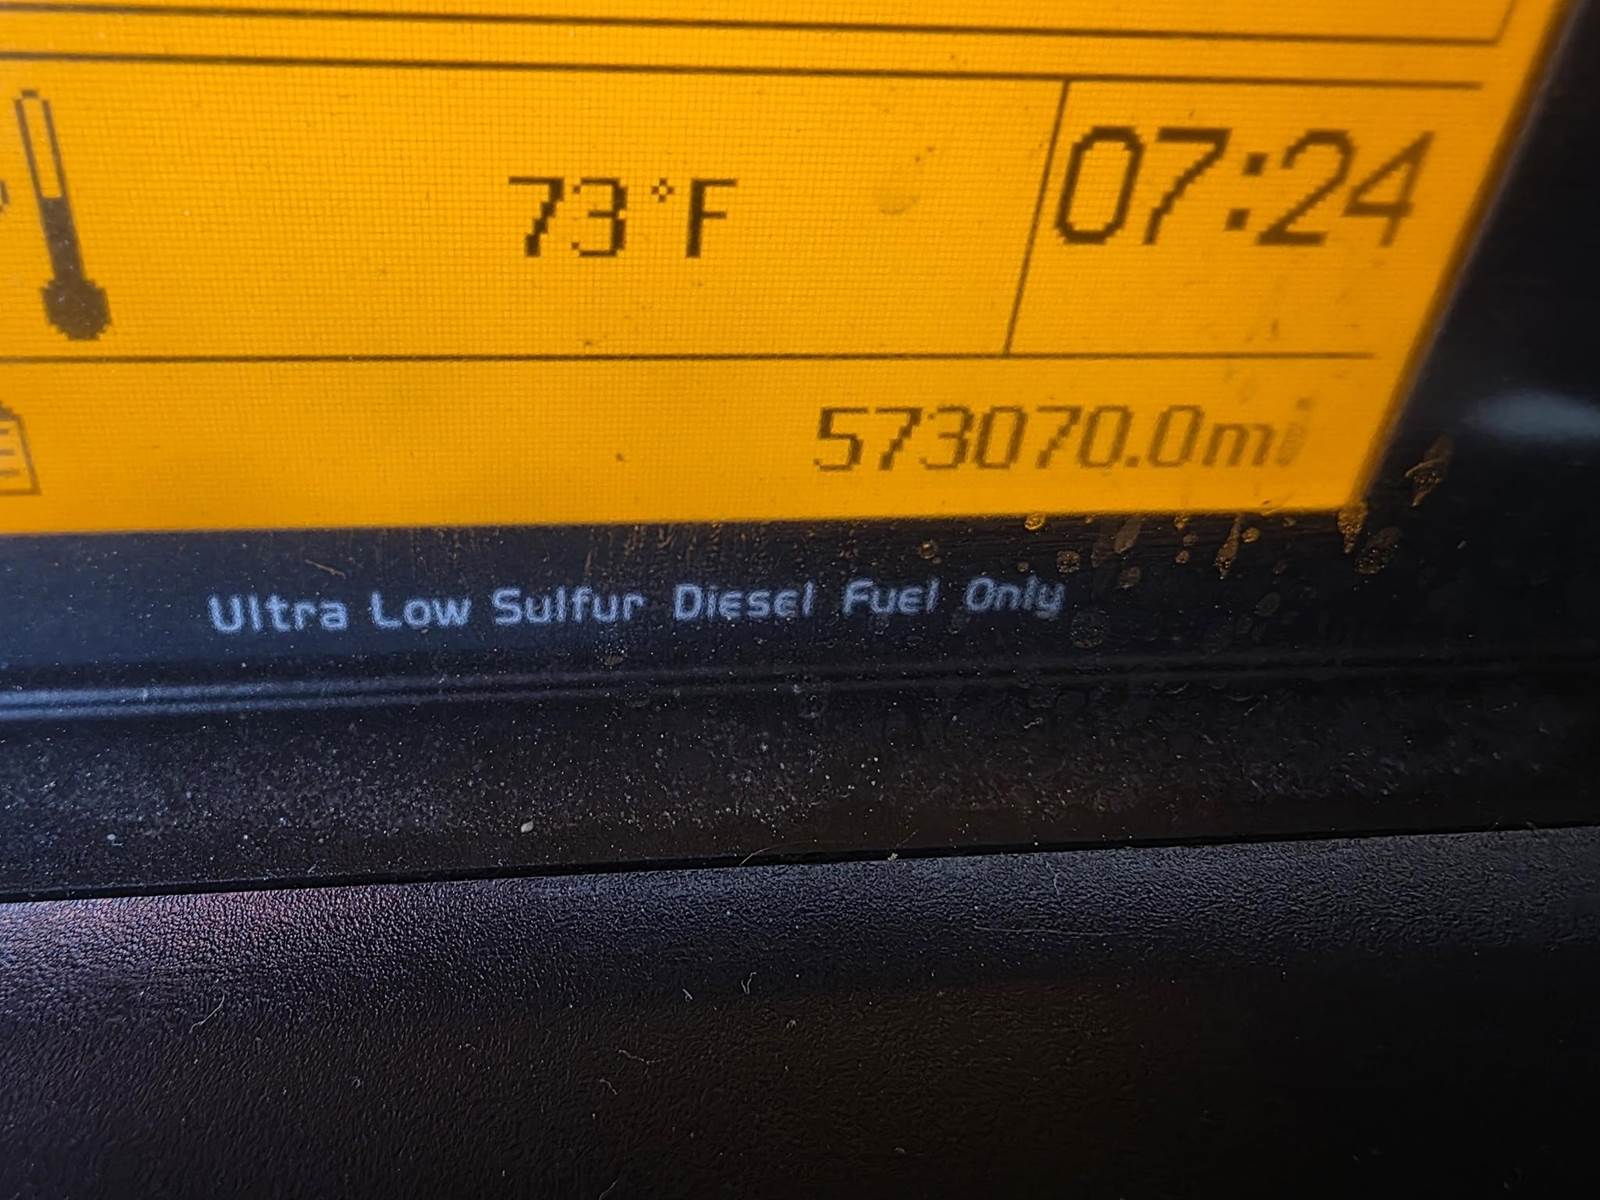 73°F
07:24
573070.0mi
Ultra Low Sulfur Diesel Fuel Only